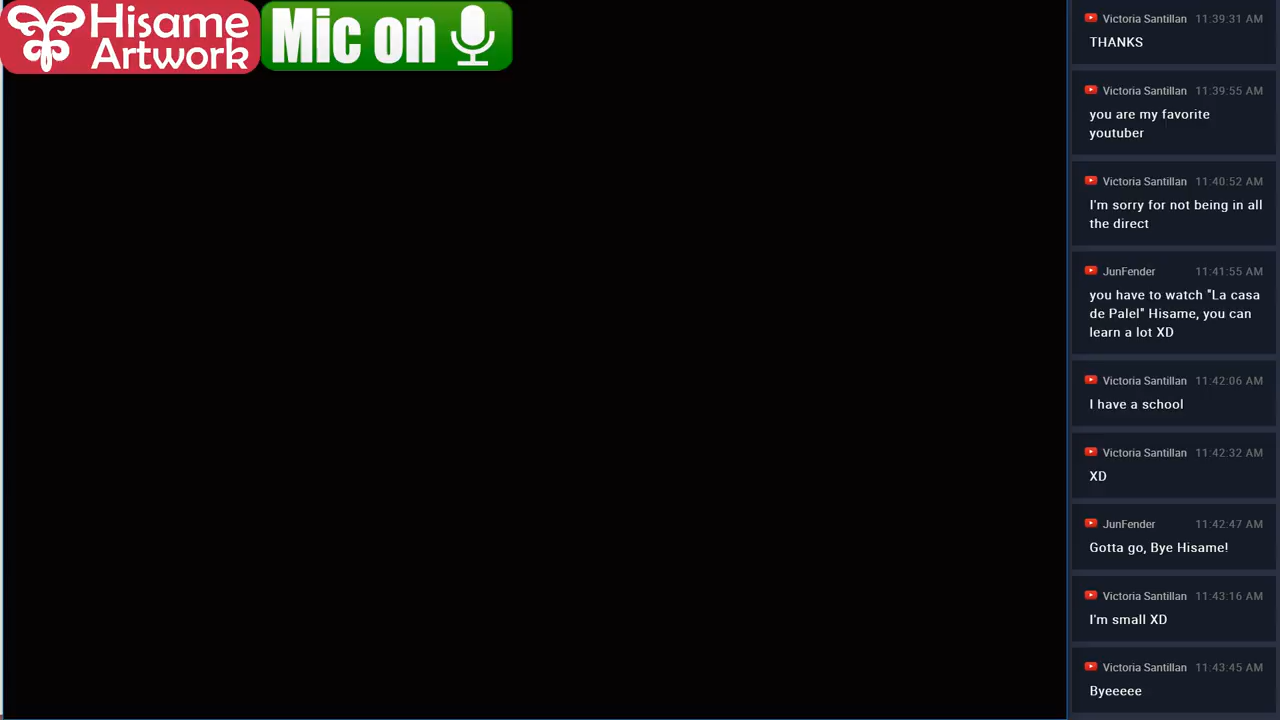 Hisame
Artwork
Mic on
Victoria Santillan 11:39:31 AM
THANKS
Victoria Santillan 11:39:55 AM
you are my favorite
youtuber
Victoria Santillan 11:40:52 AM
I'm sorry for not being in all
the direct
JunFender 11:41:55 AM
you have to watch "La casa
de Palel" Hisame, you can
learn a lot XD
Victoria Santillan 11:42:06 AM
I have a school
Victoria Santillan 11:42:32 AM
XD
JunFender 11:42:47 AM
Gotta go, Bye Hisame!
Victoria Santillan 11:43:16 AM
I'm small XD
Victoria Santillan 11:43:45 AM
Byeeeee